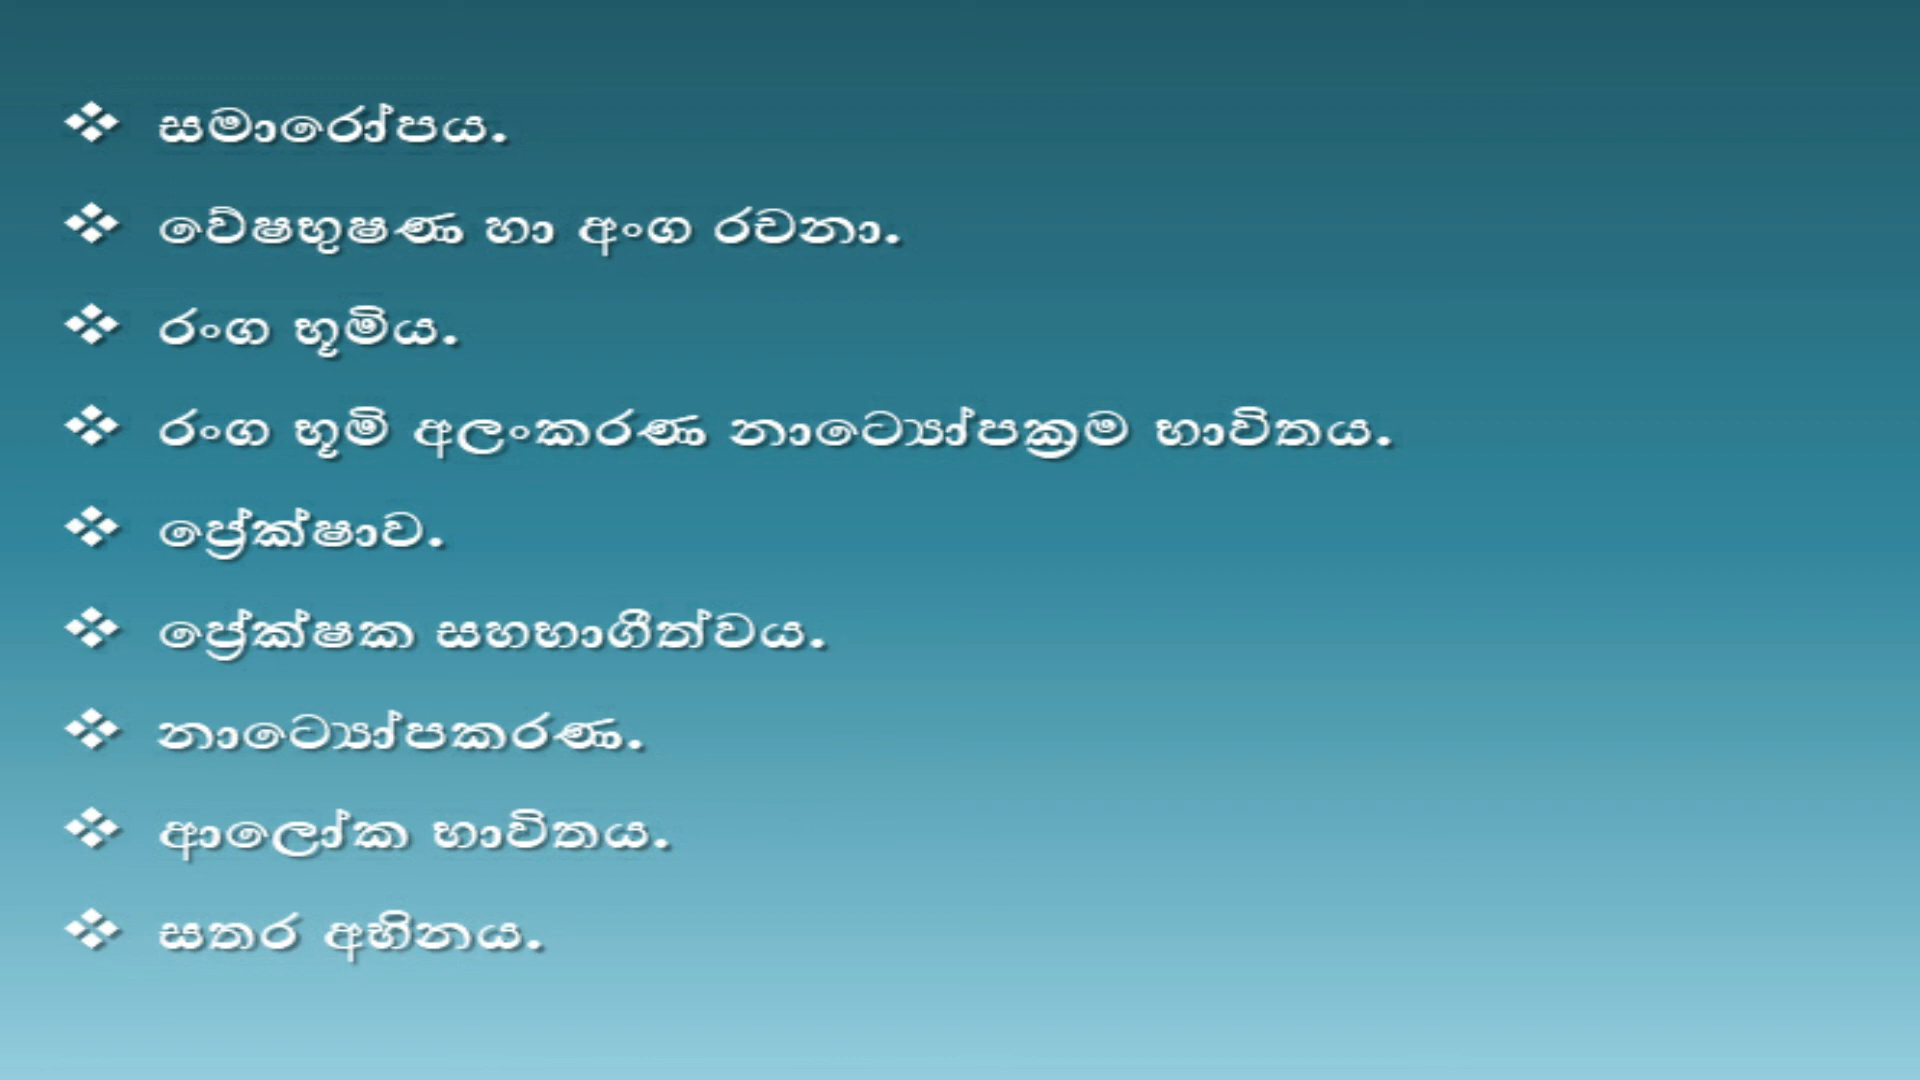 ❖ සමාරෝපය.
❖ වේෂභුෂණ හා අංග රචනා.
❖ රංග භූමිය.
❖ රංග භූමි අලංකරණ නාට්‍යෝපක්‍රම භාවිතය.
❖ ප්‍රේක්ෂාව.
❖ ප්‍රේක්ෂක සහභාගීත්වය.
❖ නාට්‍යෝපකරණ.
❖ ආලෝක භාවිතය.
❖ සතර අභිනය.